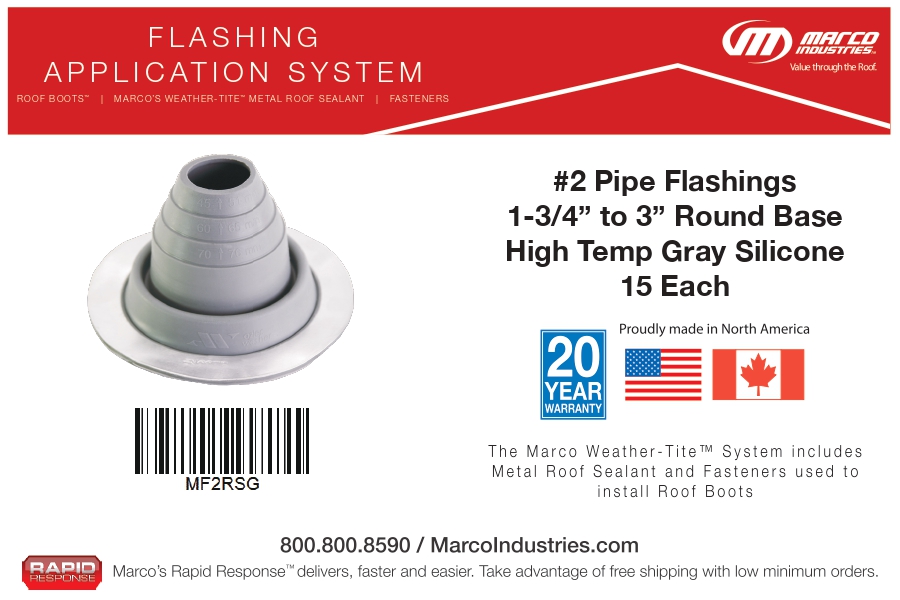 FLASHING
APPLICATION SYSTEM
ROOF BOOTS™ | MARCO'S WEATHER-TITE™ METAL ROOF SEALANT | FASTENERS
MARCO
INDUSTRIES™
Value through the Roof.
#2 Pipe Flashings
1-3/4” to 3” Round Base
High Temp Gray Silicone
15 Each
Proudly made in North America
20
YEAR
WARRANTY
MF2RSG
The Marco Weather-Tite™ System includes
Metal Roof Sealant and Fasteners used to
install Roof Boots
800.800.8590 / MarcoIndustries.com
RAPID
RESPONSE
Marco’s Rapid Response™ delivers, faster and easier. Take advantage of free shipping with low minimum orders.